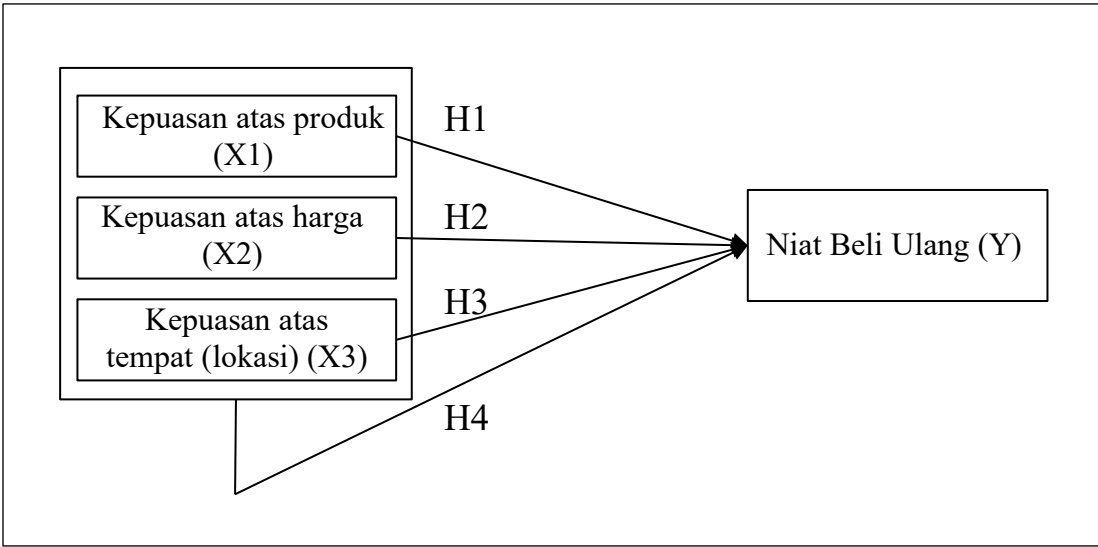 Kepuasan atas produk
(X1)
H1
Kepuasan atas harga
(X2)
H2
Kepuasan atas
tempat (lokasi) (X3)
H3
H4
Niat Beli Ulang (Y)